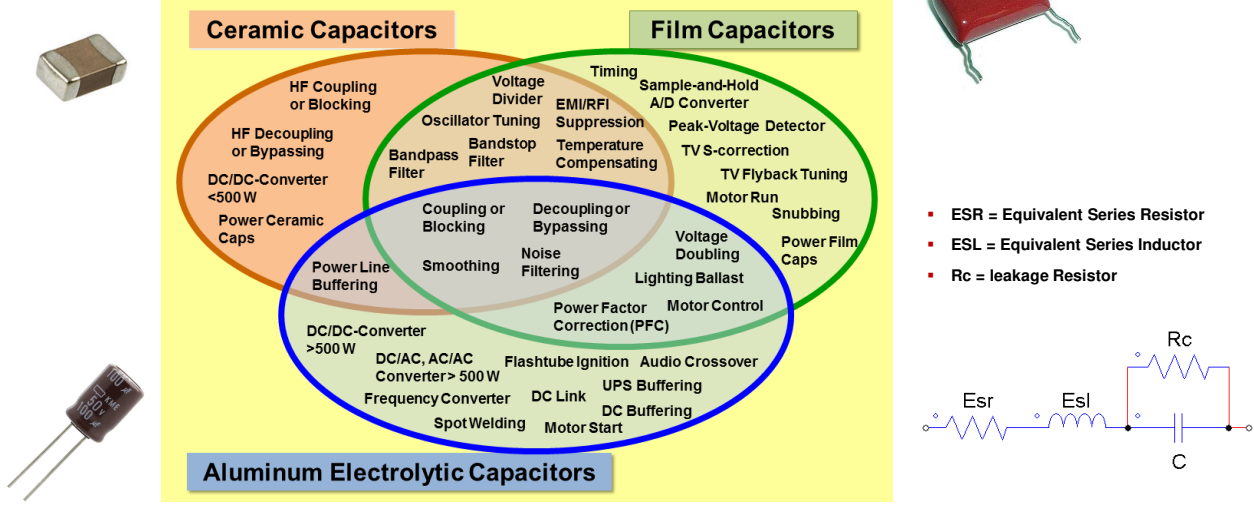 Ceramic Capacitors
Film Capacitors
HF Coupling
or Blocking
HF Decoupling
or Bypassing
DC/DC-Converter
<500 W
Power Ceramic
Caps
Voltage
Divider
EMI/RFI
Suppression
Oscillator Tuning
Bandpass
Filter
Bandstop
Filter
Temperature
Compensating
Timing
Sample-and-Hold
A/D Converter
Peak-Voltage Detector
TV S-correction
TV Flyback Tuning
Motor Run
Snubbing
Power Film
Caps
Coupling or
Blocking
Decoupling or
Bypassing
Smoothing
Noise
Filtering
Power Line
Buffering
Voltage
Doubling
Lighting Ballast
Motor Control
Power Factor
Correction (PFC)
DC/DC-Converter
>500 W
DC/AC, AC/AC
Converter > 500 W
Flashtube Ignition
Audio Crossover
Frequency Converter
DC Link
UPS Buffering
DC Buffering
Spot Welding
Motor Start
Aluminum Electrolytic Capacitors
100 µF
KME
50V
100 µF
▪ ESR = Equivalent Series Resistor
▪ ESL = Equivalent Series Inductor
▪ Rc = leakage Resistor
Rc
Esr
Esl
C